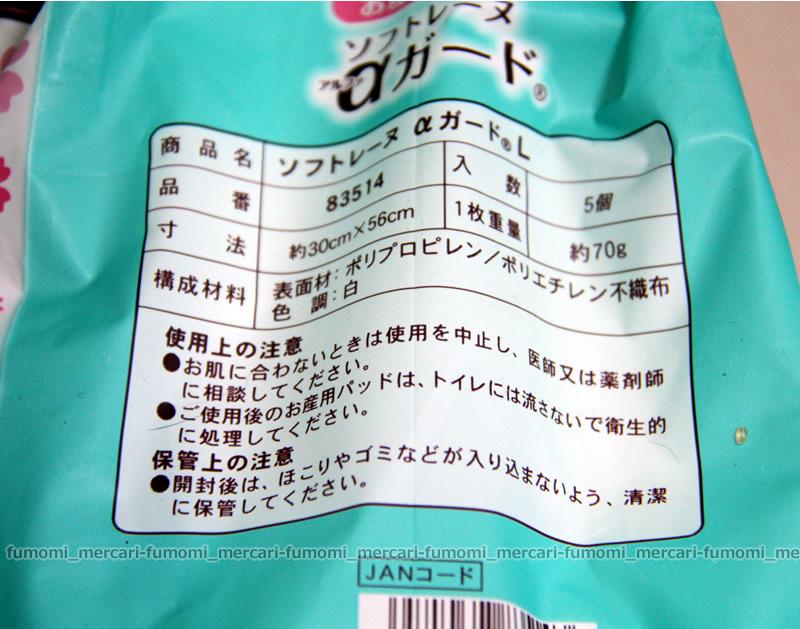 ソフトレーヌ
アルファ
αガード®
商品名 ソフトレーヌ αガード®L
品番 83514 入数 5個
寸法 約30cm×56cm 1枚重量 約70g
構成材料 表面材：ポリプロピレン／ポリエチレン不織布
色調：白
使用上の注意
●お肌に合わないときは使用を中止し、医師又は薬剤師
に相談してください。
●ご使用後のお産用パッドは、トイレには流さないで衛生的
に処理してください。
保管上の注意
●開封後は、ほこりやゴミなどが入り込まないよう、清潔
に保管してください。
fumomi_mercari-fumomi_mercari-fumomi_mercari-fumomi_mercari-fumomi_mercari-fumomi_mercari-fumomi_me
JANコード